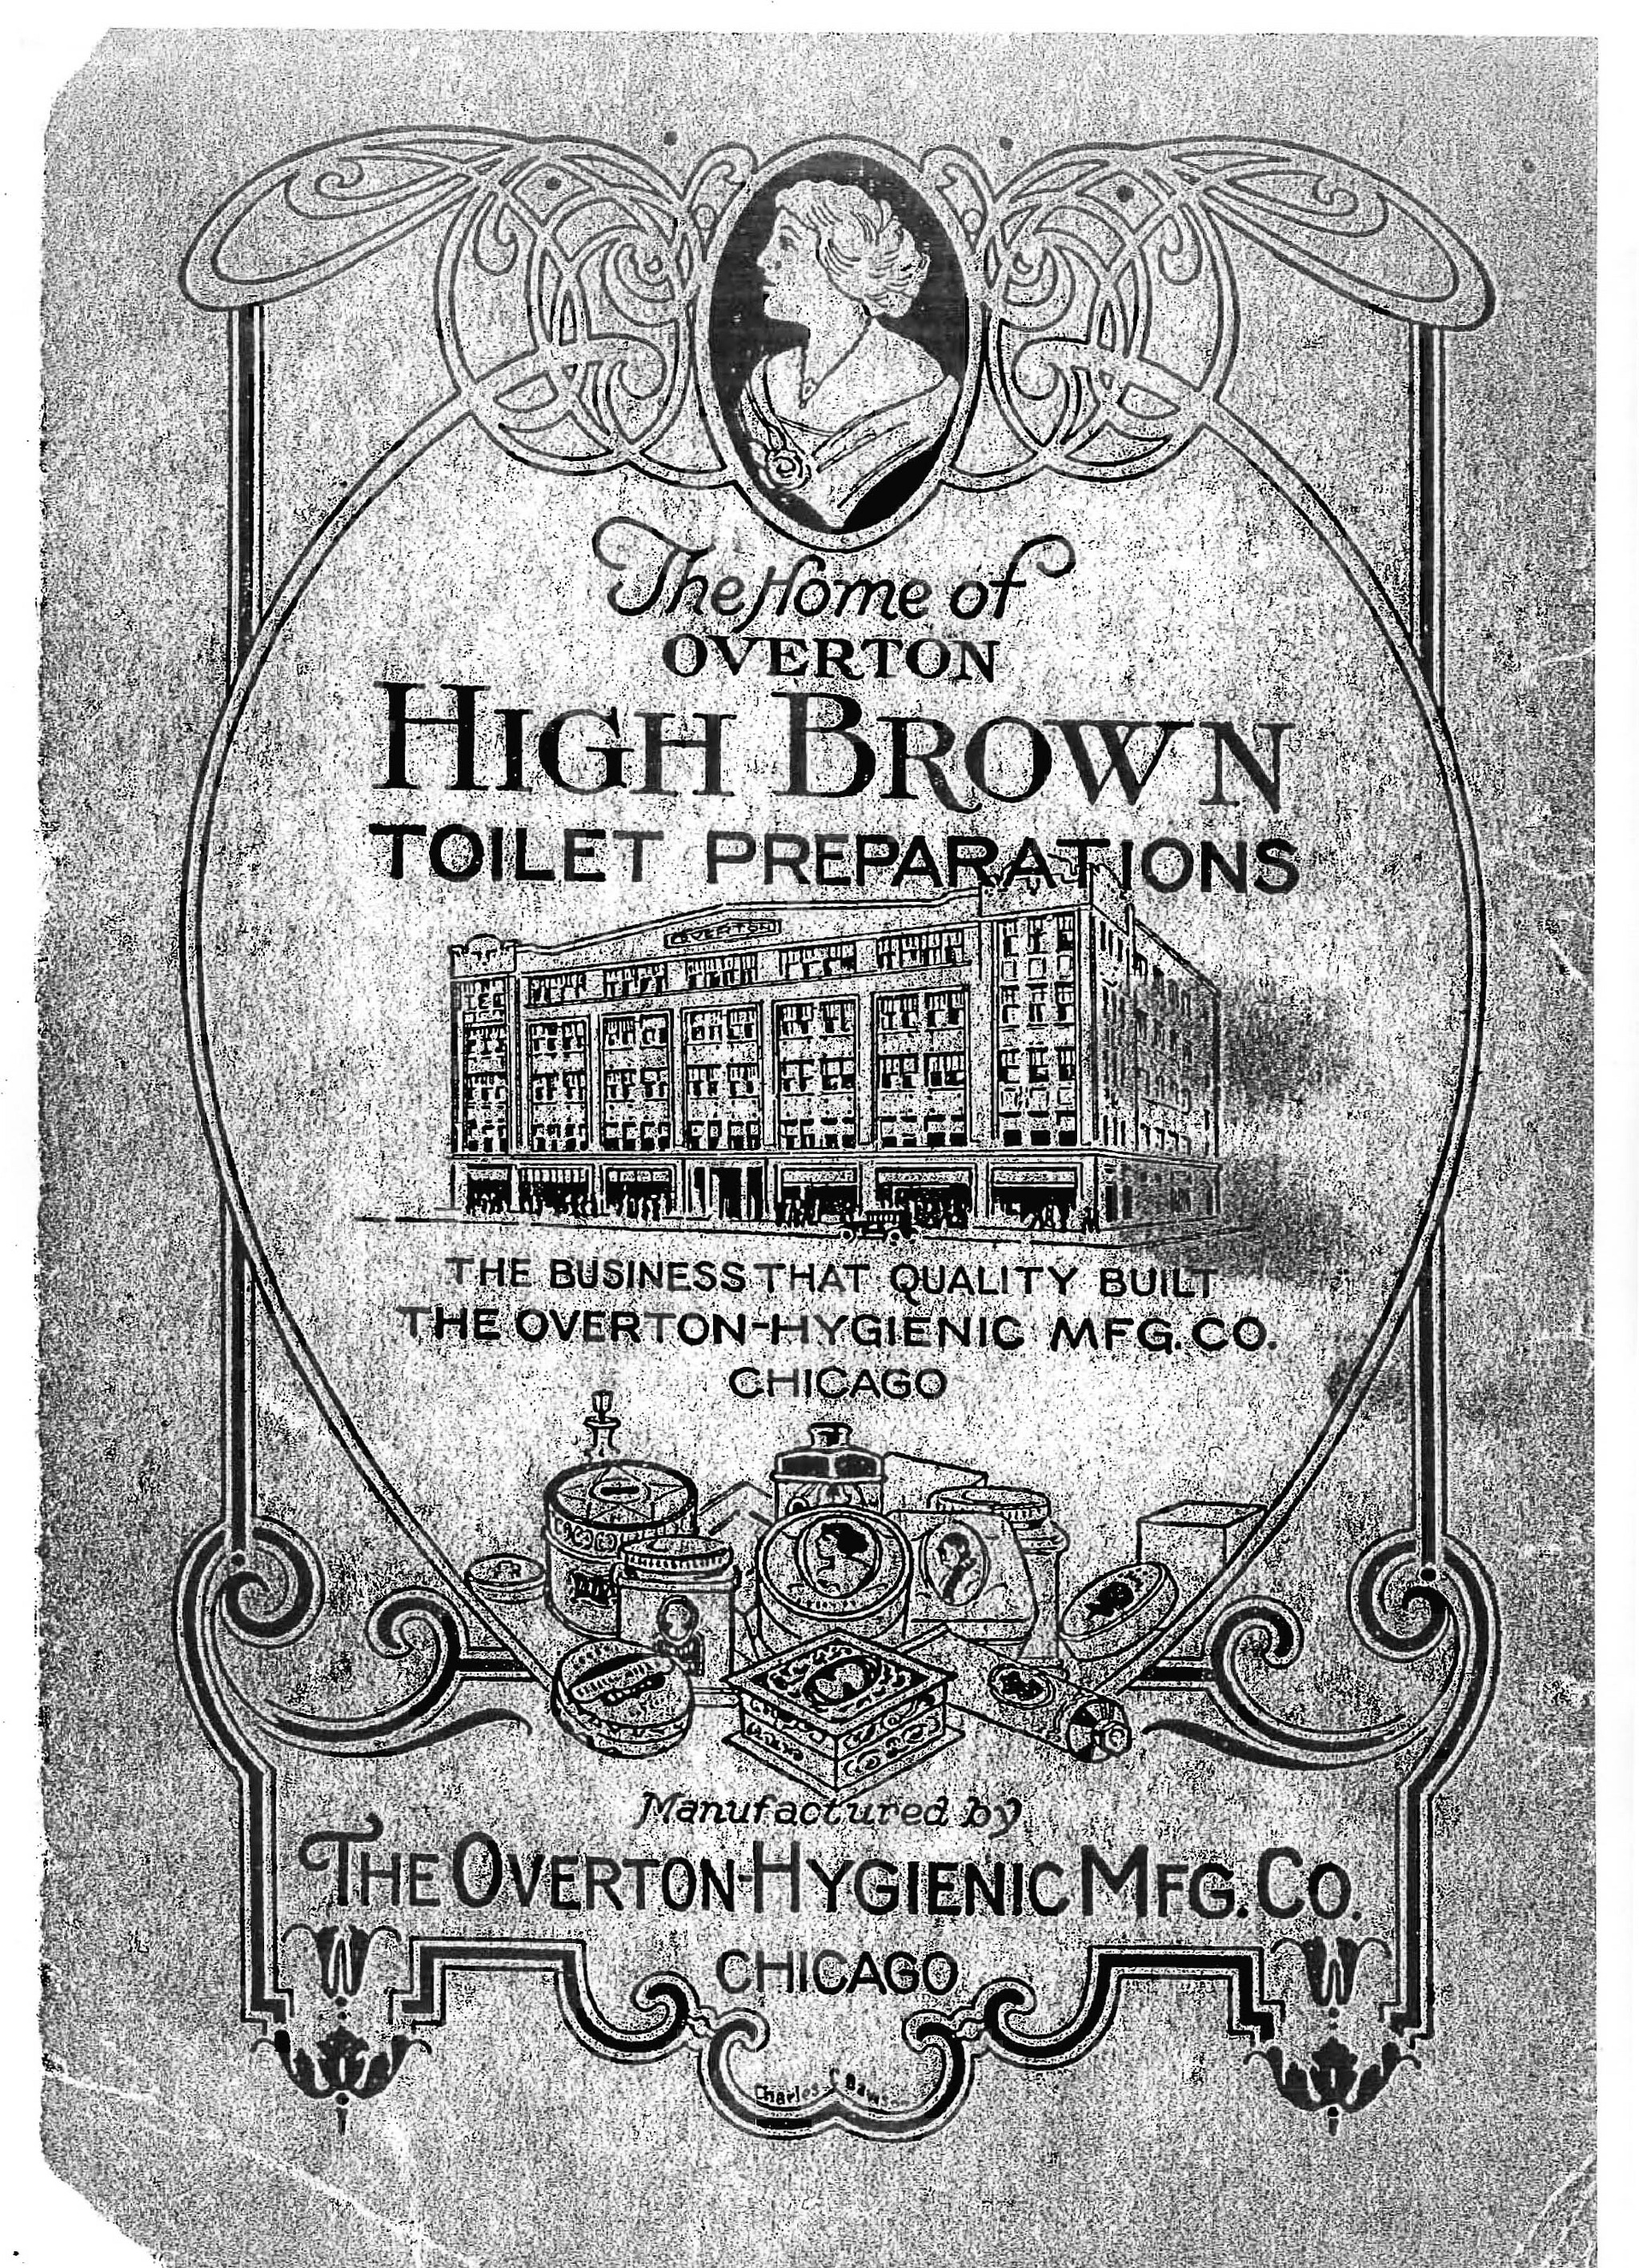 The Home of
OVERTON
HIGH BROWN
TOILET PREPARATIONS
OVERTON
THE BUSINESS THAT QUALITY BUILT
THE OVERTON-HYGIENIC MFG. CO.
CHICAGO
Manufactured by
THE OVERTON-HYGIENIC MFG. CO.
CHICAGO
Charles C